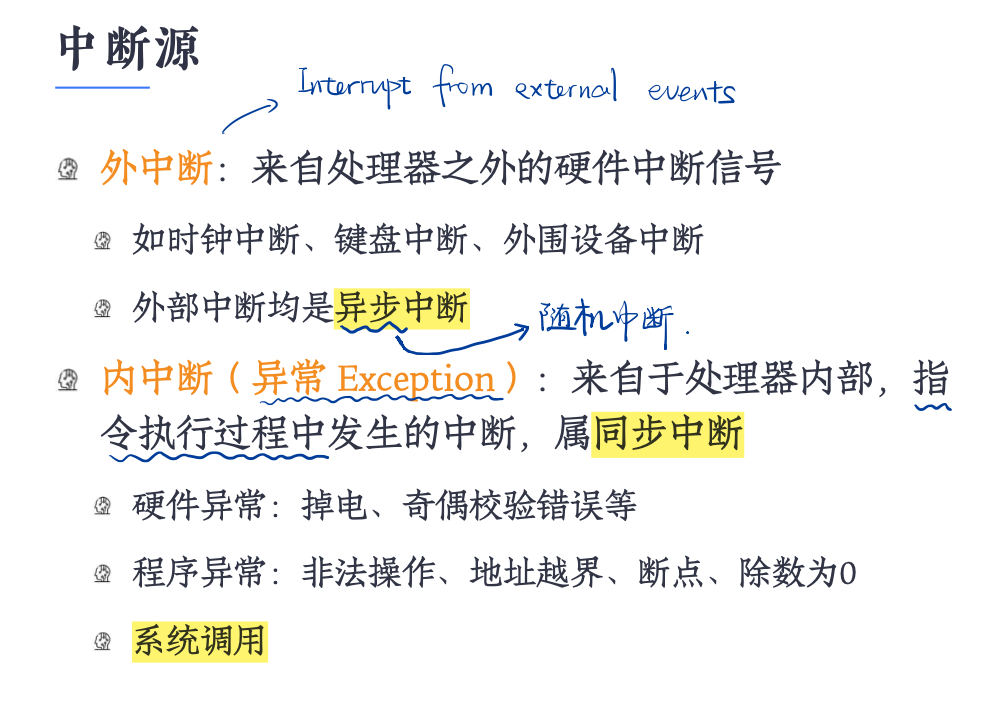 中断源
Interrupt from external events
外中断：来自处理器之外的硬件中断信号
如时钟中断、键盘中断、外围设备中断
外部中断均是异步中断
随机中断.
内中断（异常 Exception）：来自于处理器内部，指
令执行过程中发生的中断，属同步中断
硬件异常：掉电、奇偶校验错误等
程序异常：非法操作、地址越界、断点、除数为0
系统调用